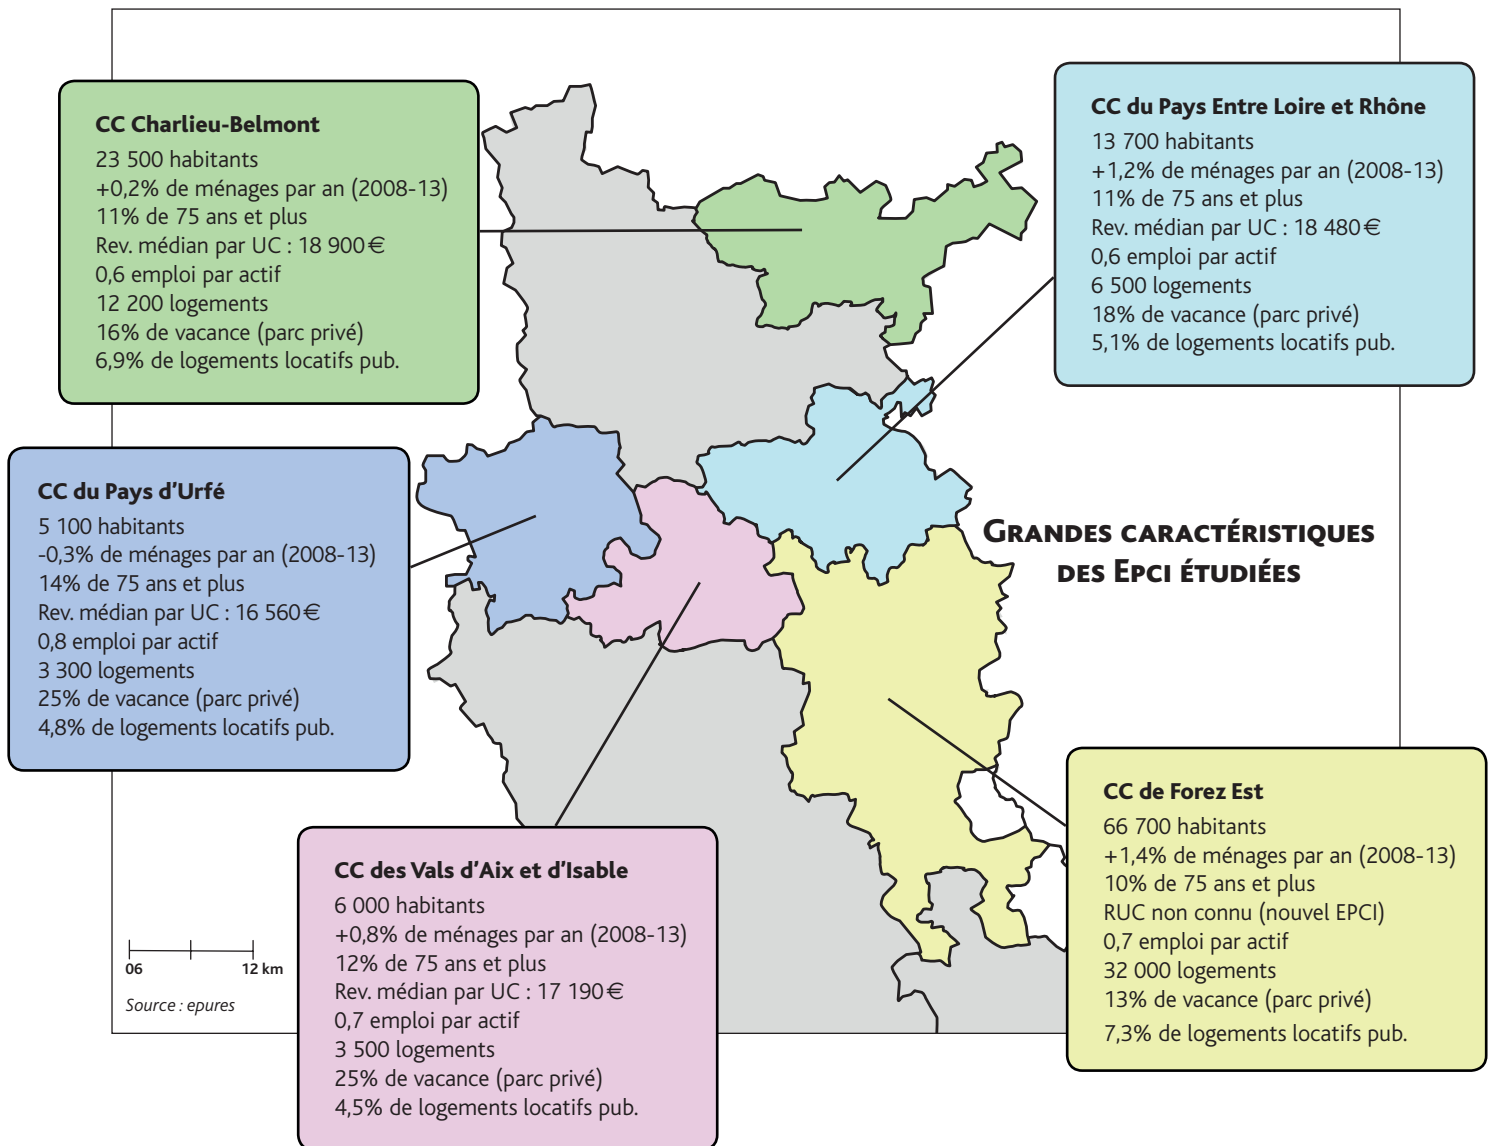 CC Charlieu-Belmont
23 500 habitants
+0,2% de ménages par an (2008-13)
11% de 75 ans et plus
Rev. médian par UC : 18 900 €
0,6 emploi par actif
12 200 logements
16% de vacance (parc privé)
6,9% de logements locatifs pub.
CC du Pays Entre Loire et Rhône
13 700 habitants
+1,2% de ménages par an (2008-13)
11% de 75 ans et plus
Rev. médian par UC : 18 480 €
0,6 emploi par actif
6 500 logements
18% de vacance (parc privé)
5,1% de logements locatifs pub.
CC du Pays d'Urfé
5 100 habitants
-0,3% de ménages par an (2008-13)
14% de 75 ans et plus
Rev. médian par UC : 16 560 €
0,8 emploi par actif
3 300 logements
25% de vacance (parc privé)
4,8% de logements locatifs pub.
GRANDES CARACTÉRISTIQUES
DES EPCI ÉTUDIÉES
CC des Vals d'Aix et d'Isable
6 000 habitants
+0,8% de ménages par an (2008-13)
12% de 75 ans et plus
Rev. médian par UC : 17 190 €
0,7 emploi par actif
3 500 logements
25% de vacance (parc privé)
4,5% de logements locatifs pub.
CC de Forez Est
66 700 habitants
+1,4% de ménages par an (2008-13)
10% de 75 ans et plus
RUC non connu (nouvel EPCI)
0,7 emploi par actif
32 000 logements
13% de vacance (parc privé)
7,3% de logements locatifs pub.
06 12 km
Source : epures